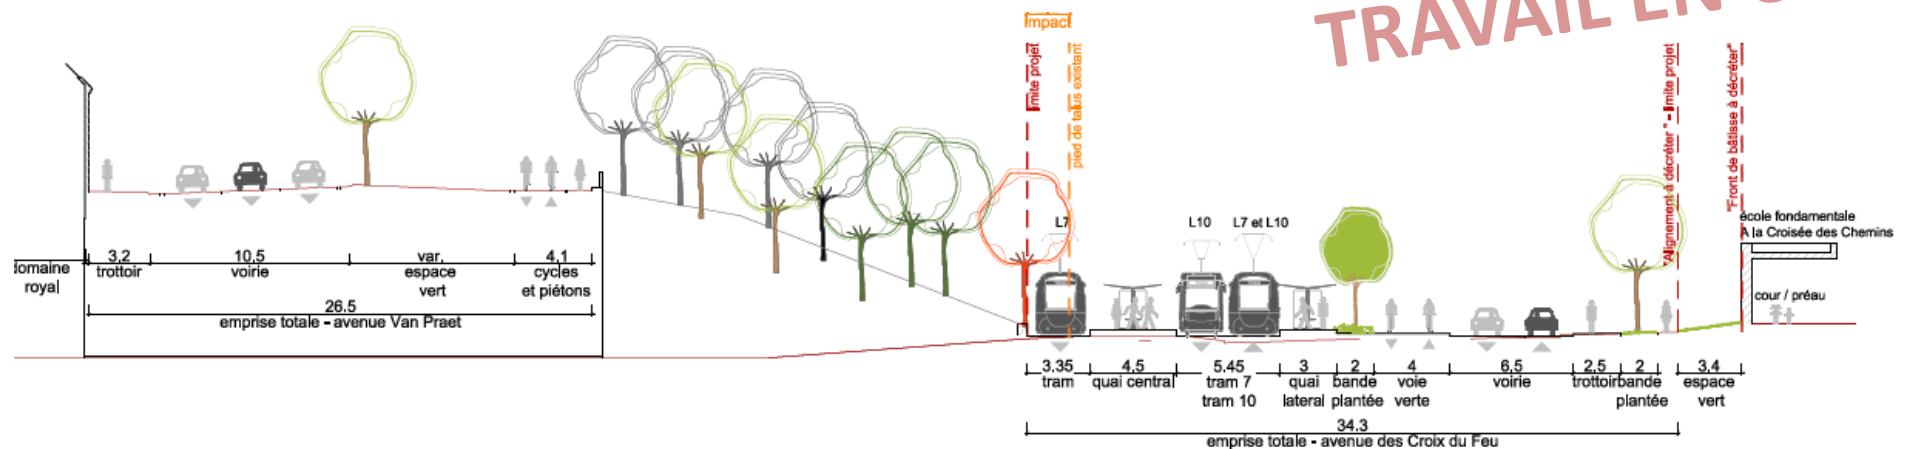 TRAVAIL EN
Impact
limite projet
pied de talus existant
"Alignement à décréter" - limite projet
"Front de bâtisse à décréter"
L7
L10
L7 et L10
école fondamentale
A la Croisée des Chemins
cour / préau
domaine
royal
3,2
trottoir
10,5
voirie
var.
espace
vert
4,1
cycles
et piétons
26.5
emprise totale - avenue Van Praet
3.35
tram
4,5
quai central
5.45
tram 7
tram 10
3
quai
lateral
2
bande
plantée
4
voie
verte
6,5
voirie
2,5
trottoir
2
bande
plantée
3,4
espace
vert
34.3
emprise totale - avenue des Croix du Feu